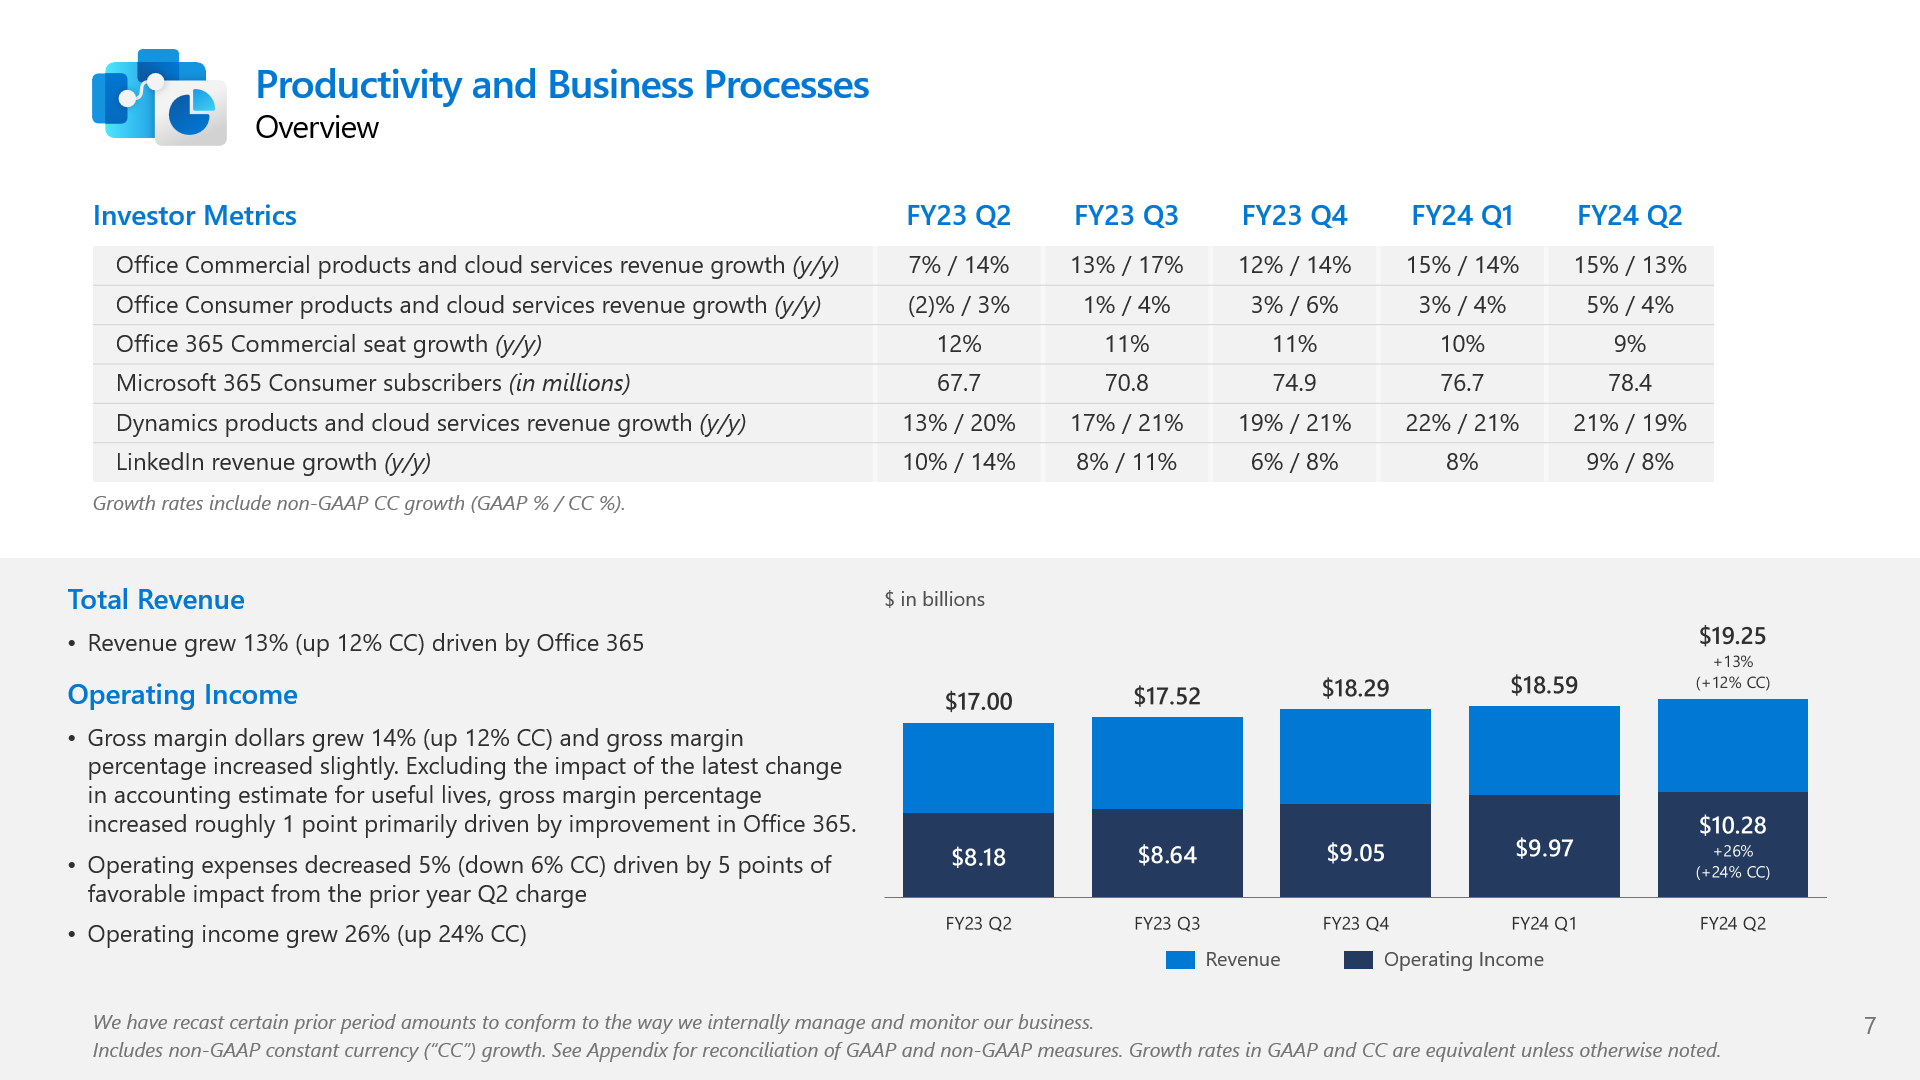 Productivity and Business Processes
Overview
Investor Metrics FY23 Q2 FY23 Q3 FY23 Q4 FY24 Q1 FY24 Q2
Office Commercial products and cloud services revenue growth (y/y) 7% / 14% 13% / 17% 12% / 14% 15% / 14% 15% / 13%
Office Consumer products and cloud services revenue growth (y/y) (2)% / 3% 1% / 4% 3% / 6% 3% / 4% 5% / 4%
Office 365 Commercial seat growth (y/y) 12% 11% 11% 10% 9%
Microsoft 365 Consumer subscribers (in millions) 67.7 70.8 74.9 76.7 78.4
Dynamics products and cloud services revenue growth (y/y) 13% / 20% 17% / 21% 19% / 21% 22% / 21% 21% / 19%
LinkedIn revenue growth (y/y) 10% / 14% 8% / 11% 6% / 8% 8% 9% / 8%
Growth rates include non-GAAP CC growth (GAAP % / CC %).
Total Revenue
• Revenue grew 13% (up 12% CC) driven by Office 365
Operating Income
• Gross margin dollars grew 14% (up 12% CC) and gross margin
percentage increased slightly. Excluding the impact of the latest change
in accounting estimate for useful lives, gross margin percentage
increased roughly 1 point primarily driven by improvement in Office 365.
• Operating expenses decreased 5% (down 6% CC) driven by 5 points of
favorable impact from the prior year Q2 charge
• Operating income grew 26% (up 24% CC)
$ in billions
$17.00 $17.52 $18.29 $18.59 $19.25
+13%
(+12% CC)
$8.18 $8.64 $9.05 $9.97 $10.28
+26%
(+24% CC)
FY23 Q2 FY23 Q3 FY23 Q4 FY24 Q1 FY24 Q2
Revenue Operating Income
We have recast certain prior period amounts to conform to the way we internally manage and monitor our business.
Includes non-GAAP constant currency (“CC”) growth. See Appendix for reconciliation of GAAP and non-GAAP measures. Growth rates in GAAP and CC are equivalent unless otherwise noted.
7